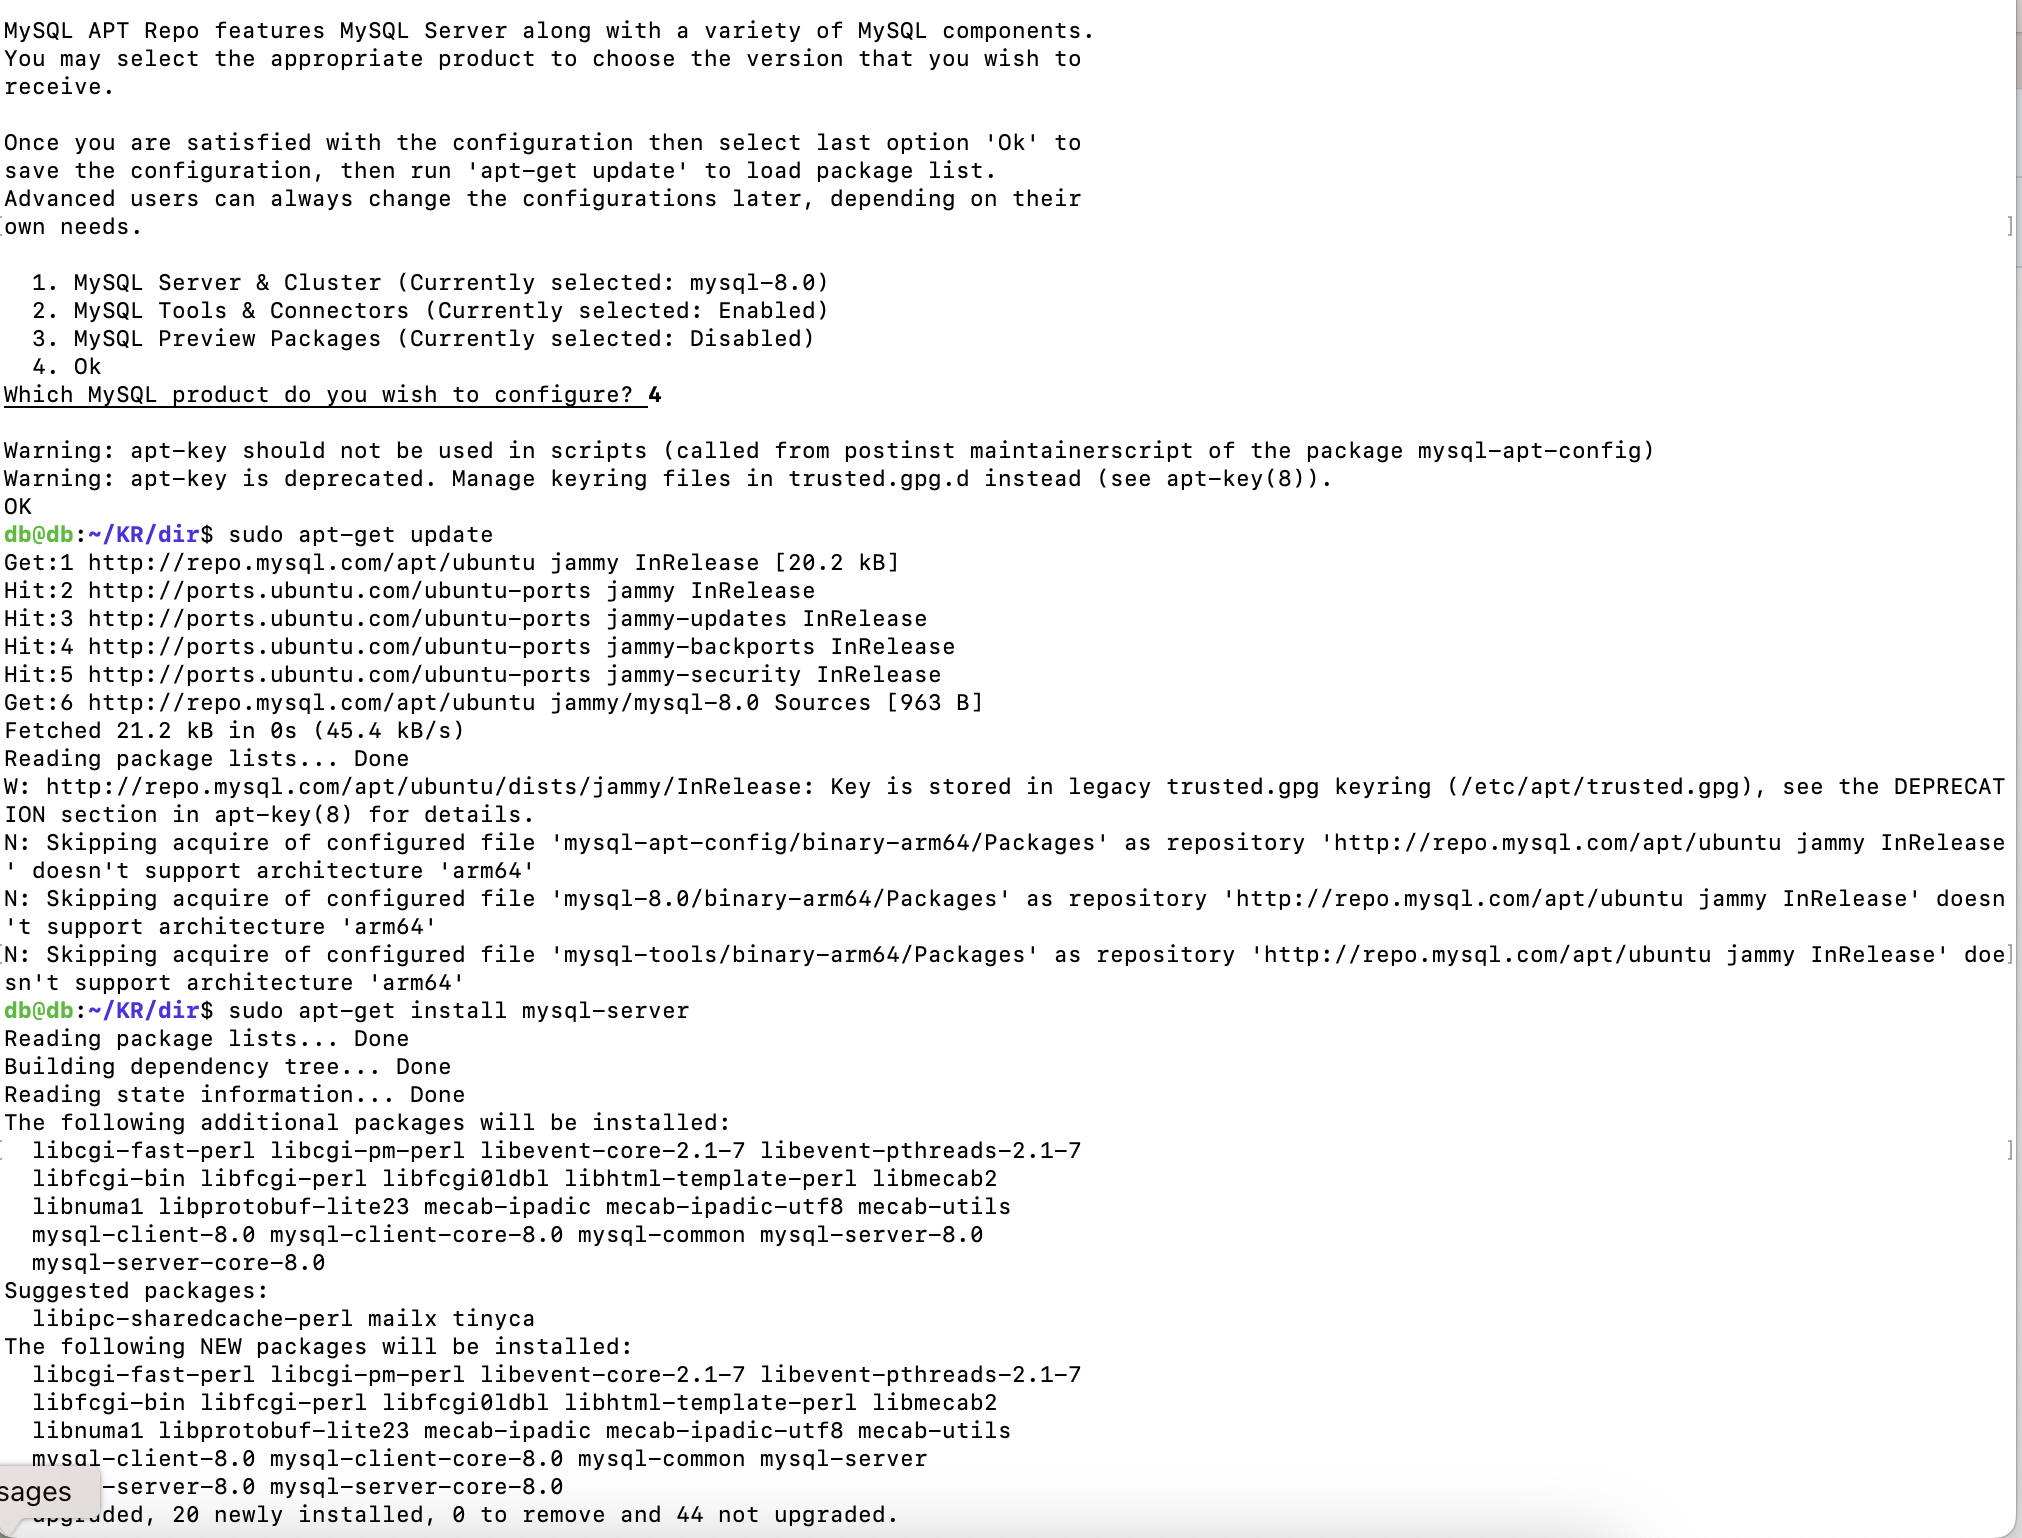 MySQL APT Repo features MySQL Server along with a variety of MySQL components.
You may select the appropriate product to choose the version that you wish to
receive.
Once you are satisfied with the configuration then select last option 'Ok' to
save the configuration, then run 'apt-get update' to load package list.
Advanced users can always change the configurations later, depending on their
[own needs. ]
1. MySQL Server & Cluster (Currently selected: mysql-8.0)
2. MySQL Tools & Connectors (Currently selected: Enabled)
3. MySQL Preview Packages (Currently selected: Disabled)
4. Ok
Which MySQL product do you wish to configure? 4
Warning: apt-key should not be used in scripts (called from postinst maintainerscript of the package mysql-apt-config)
Warning: apt-key is deprecated. Manage keyring files in trusted.gpg.d instead (see apt-key(8)).
OK
db@db:~/KR/dir$ sudo apt-get update
Get:1 http://repo.mysql.com/apt/ubuntu jammy InRelease [20.2 kB]
Hit:2 http://ports.ubuntu.com/ubuntu-ports jammy InRelease
Hit:3 http://ports.ubuntu.com/ubuntu-ports jammy-updates InRelease
Hit:4 http://ports.ubuntu.com/ubuntu-ports jammy-backports InRelease
Hit:5 http://ports.ubuntu.com/ubuntu-ports jammy-security InRelease
Get:6 http://repo.mysql.com/apt/ubuntu jammy/mysql-8.0 Sources [963 B]
Fetched 21.2 kB in 0s (45.4 kB/s)
Reading package lists... Done
W: http://repo.mysql.com/apt/ubuntu/dists/jammy/InRelease: Key is stored in legacy trusted.gpg keyring (/etc/apt/trusted.gpg), see the DEPRECAT
ION section in apt-key(8) for details.
N: Skipping acquire of configured file 'mysql-apt-config/binary-arm64/Packages' as repository 'http://repo.mysql.com/apt/ubuntu jammy InRelease
' doesn't support architecture 'arm64'
N: Skipping acquire of configured file 'mysql-8.0/binary-arm64/Packages' as repository 'http://repo.mysql.com/apt/ubuntu jammy InRelease' doesn
't support architecture 'arm64'
[N: Skipping acquire of configured file 'mysql-tools/binary-arm64/Packages' as repository 'http://repo.mysql.com/apt/ubuntu jammy InRelease' doe]
sn't support architecture 'arm64'
db@db:~/KR/dir$ sudo apt-get install mysql-server
Reading package lists... Done
Building dependency tree... Done
Reading state information... Done
The following additional packages will be installed:
[ libcgi-fast-perl libcgi-pm-perl libevent-core-2.1-7 libevent-pthreads-2.1-7 ]
libfcgi-bin libfcgi-perl libfcgi0ldbl libhtml-template-perl libmecab2
libnuma1 libprotobuf-lite23 mecab-ipadic mecab-ipadic-utf8 mecab-utils
mysql-client-8.0 mysql-client-core-8.0 mysql-common mysql-server-8.0
mysql-server-core-8.0
Suggested packages:
libipc-sharedcache-perl mailx tinyca
The following NEW packages will be installed:
libcgi-fast-perl libcgi-pm-perl libevent-core-2.1-7 libevent-pthreads-2.1-7
libfcgi-bin libfcgi-perl libfcgi0ldbl libhtml-template-perl libmecab2
libnuma1 libprotobuf-lite23 mecab-ipadic mecab-ipadic-utf8 mecab-utils
mysql-client-8.0 mysql-client-core-8.0 mysql-common mysql-server
-server-8.0 mysql-server-core-8.0
sages
upgraded, 20 newly installed, 0 to remove and 44 not upgraded.